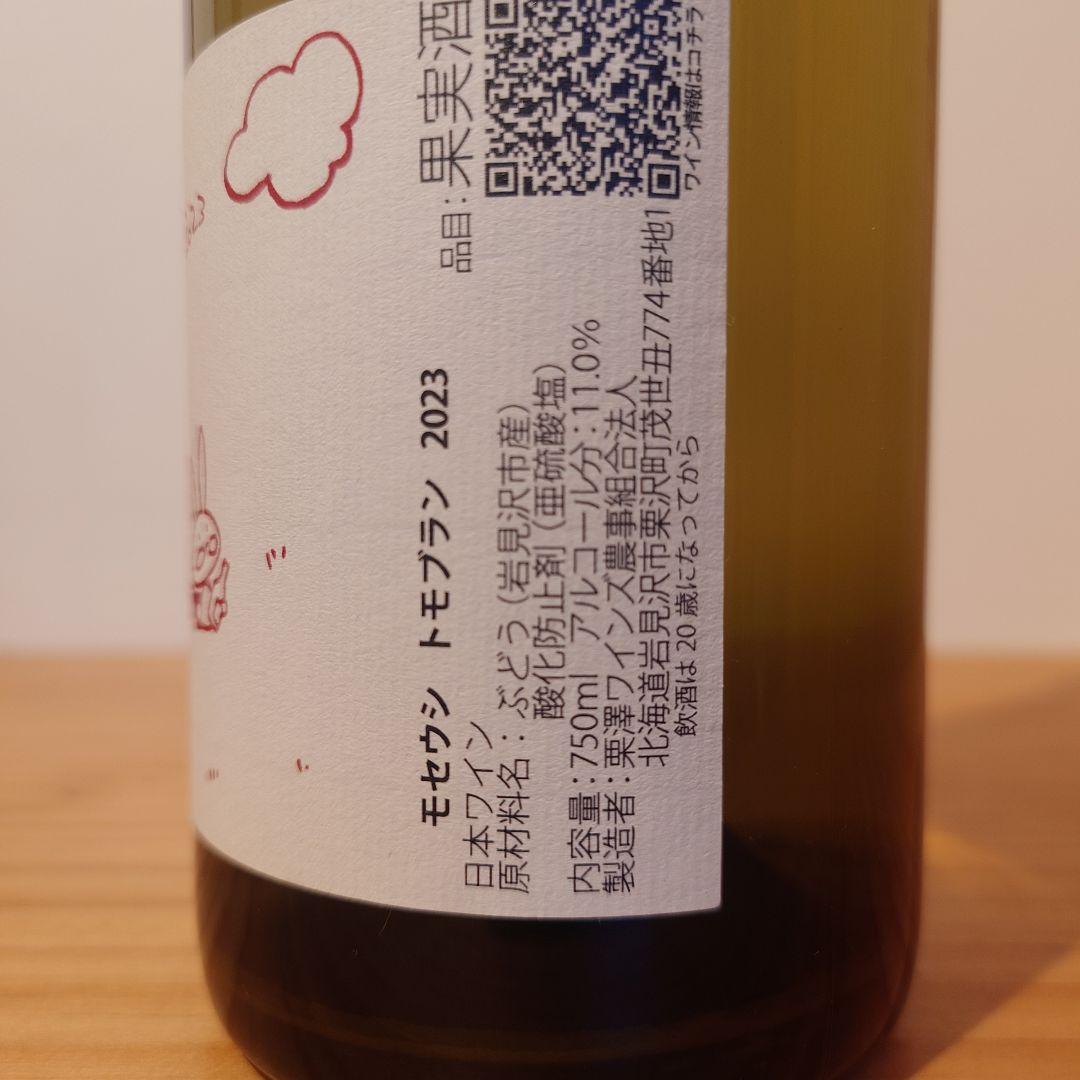 モセウシ トモブラン 2023
日本ワイン
品目：果実酒
原材料名：ぶどう（岩見沢市産）
酸化防止剤（亜硫酸塩）
内容量：750ml アルコール分：11.0%
製造者：栗澤ワインズ農事組合法人
北海道岩見沢市栗沢町茂世丑774番地1
飲酒は 20 歳になってから
ワイン情報はコチラ